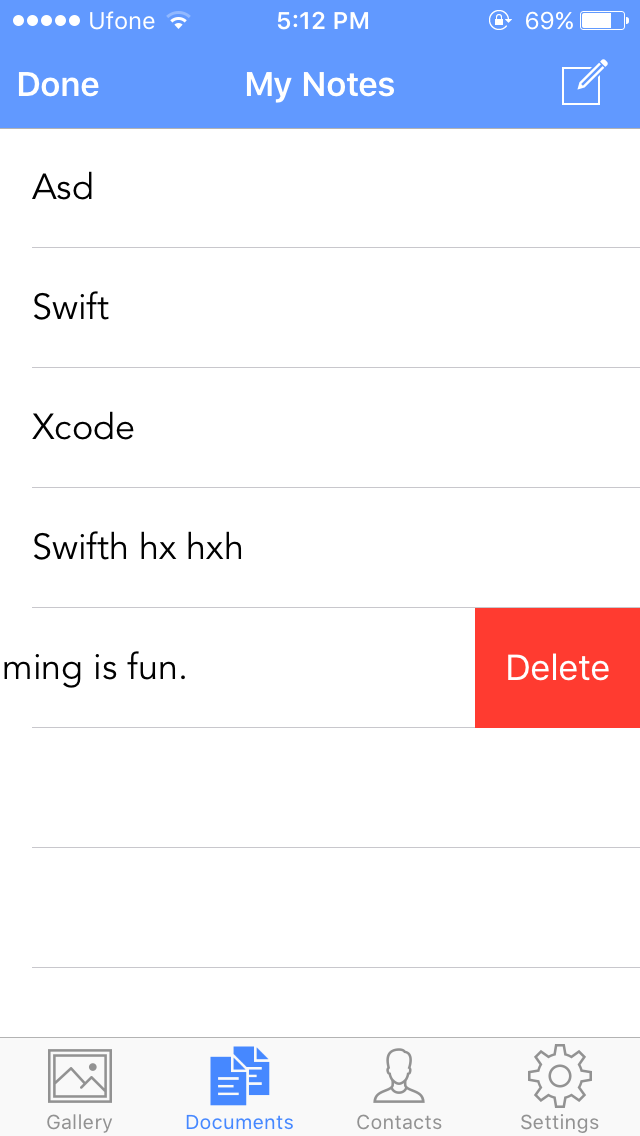 Ufone 5:12 PM 69%
Done My Notes
Asd
Swift
Xcode
Swifth hx hxh
ming is fun. Delete
Gallery Documents Contacts Settings